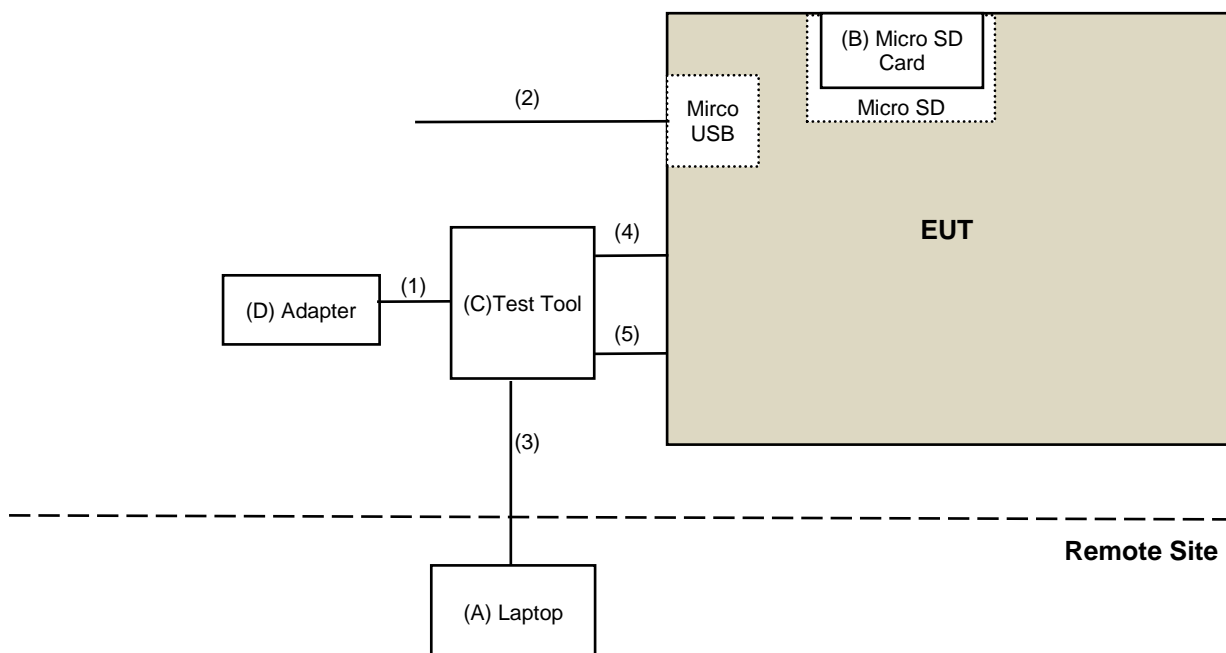 (B) Micro SD
Card
Micro SD
(2)
Mirco
USB
EUT
(4)
(1)
(C)Test Tool
(D) Adapter
(5)
(3)
Remote Site
(A) Laptop